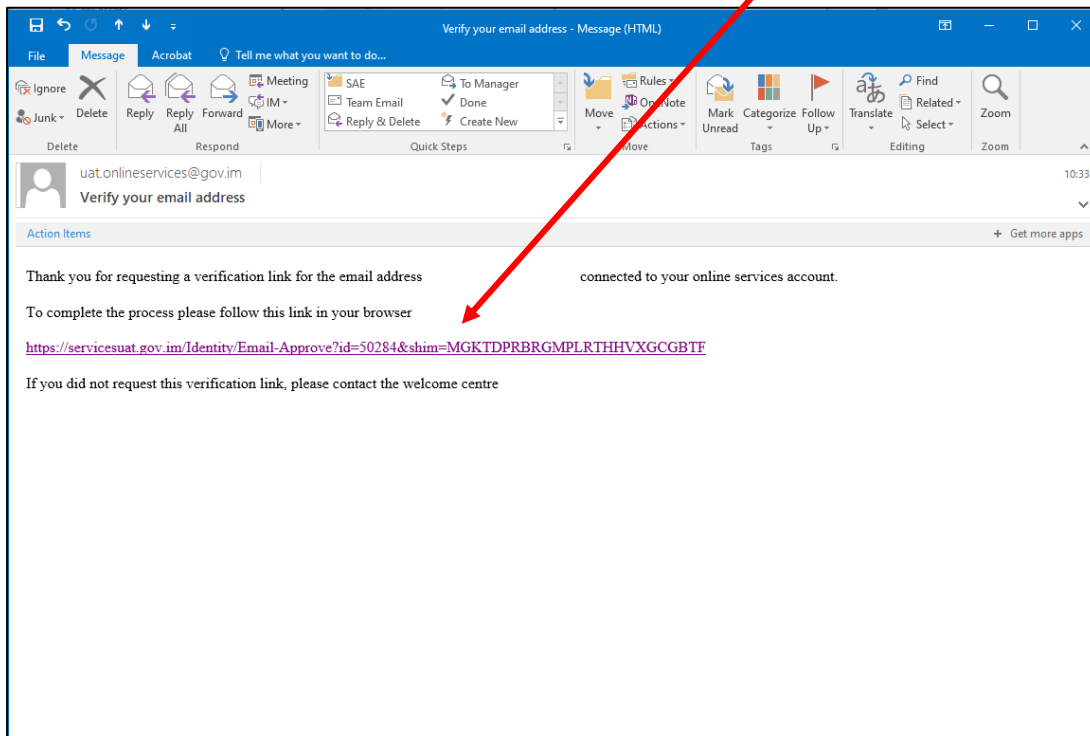 Verify your email address - Message (HTML)
File Message Acrobat Tell me what you want to do...
Ignore
Junk
Delete
Reply
Reply All
Forward
Meeting
IM
More
SAE
Team Email
Reply & Delete
To Manager
Done
Create New
Move
Rules
OneNote
Actions
Mark Unread
Categorize
Follow Up
Translate
Find
Related
Select
Zoom
Delete Respond Quick Steps Move Tags Editing Zoom
uat.onlineservices@gov.im 10:33
Verify your email address
Action Items + Get more apps
Thank you for requesting a verification link for the email address connected to your online services account.
To complete the process please follow this link in your browser
https://servicesuat.gov.im/Identity/Email-Approve?id=50284&shim=MGKTDPRBRGMPLRTHHVXGCGBTF
If you did not request this verification link, please contact the welcome centre